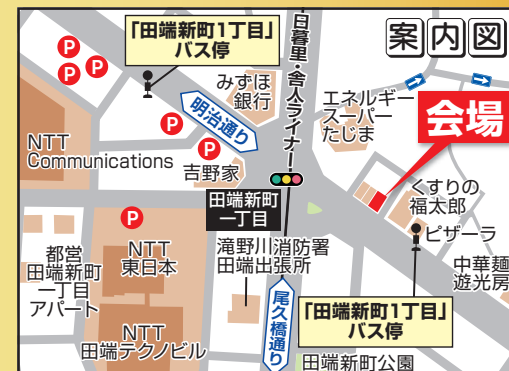 「田端新町1丁目」
バス停
日暮里・舎人ライナー
案内図
P
P
P
みずほ
銀行
明治通り
エネルギー
スーパー
たじま
会場
P
P
NTT
Communications
吉野家
田端新町
一丁目
くすりの
福太郎
P
ピザーラ
都営
田端新町
一丁目
アパート
NTT
東日本
滝野川消防署
田端出張所
中華麺
遊光房
尾久橋通り
「田端新町1丁目」
バス停
NTT
田端テクノビル
田端新町公園